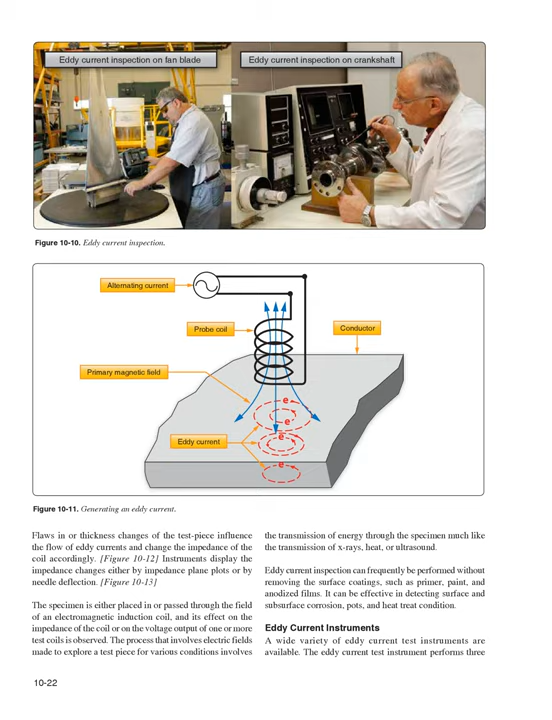 Eddy current inspection on fan blade
Eddy current inspection on crankshaft
Figure 10-10. Eddy current inspection.
Alternating current
Probe coil
Conductor
Primary magnetic field
Eddy current
e
e
e
e
Figure 10-11. Generating an eddy current.
Flaws in or thickness changes of the test-piece influence
the flow of eddy currents and change the impedance of the
coil accordingly. [Figure 10-12] Instruments display the
impedance changes either by impedance plane plots or by
needle deflection. [Figure 10-13]
The specimen is either placed in or passed through the field
of an electromagnetic induction coil, and its effect on the
impedance of the coil or on the voltage output of one or more
test coils is observed. The process that involves electric fields
made to explore a test piece for various conditions involves
the transmission of energy through the specimen much like
the transmission of x-rays, heat, or ultrasound.
Eddy current inspection can frequently be performed without
removing the surface coatings, such as primer, paint, and
anodized films. It can be effective in detecting surface and
subsurface corrosion, pots, and heat treat condition.
Eddy Current Instruments
A wide variety of eddy current test instruments are
available. The eddy current test instrument performs three
10-22